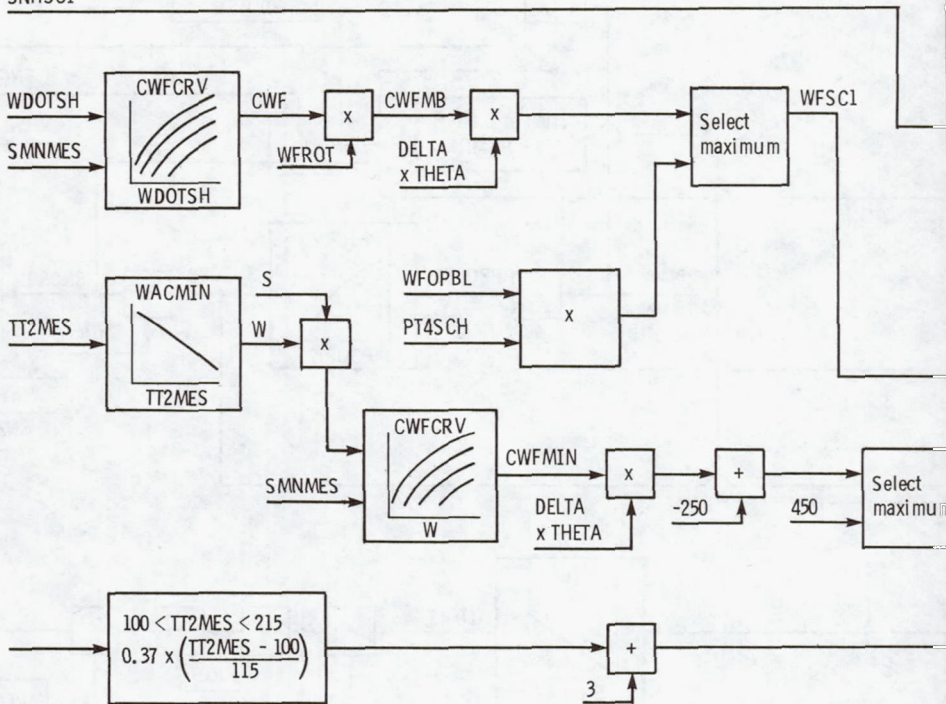 CWFCRV
WDOTSH
SMNMES
WDOTSH
CWF
x
WFROT
CWFMB
x
DELTA
x THETA
Select
maximum
WFSC1
WACMIN
TT2MES
TT2MES
S
W
x
WFOPBL
PT4SCH
x
CWFCRV
SMNMES
W
CWFMIN
x
DELTA
x THETA
+
-250
450
Select
100 < TT2MES < 215
0.37 x (TT2MES - 100 / 115)
+
3